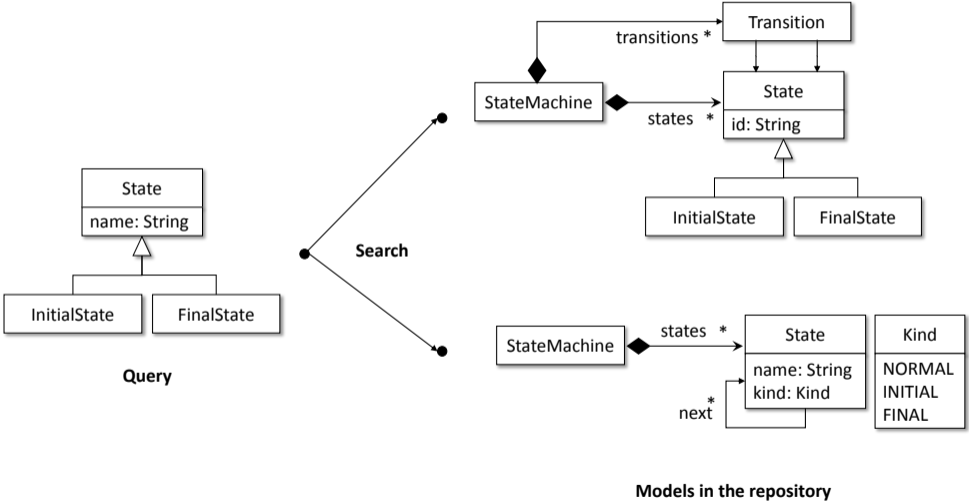 State
name: String
InitialState
FinalState
Query
Search
Transition
transitions *
StateMachine
states *
State
id: String
InitialState
FinalState
StateMachine
states *
State
name: String
kind: Kind
*
next
Kind
NORMAL
INITIAL
FINAL
Models in the repository